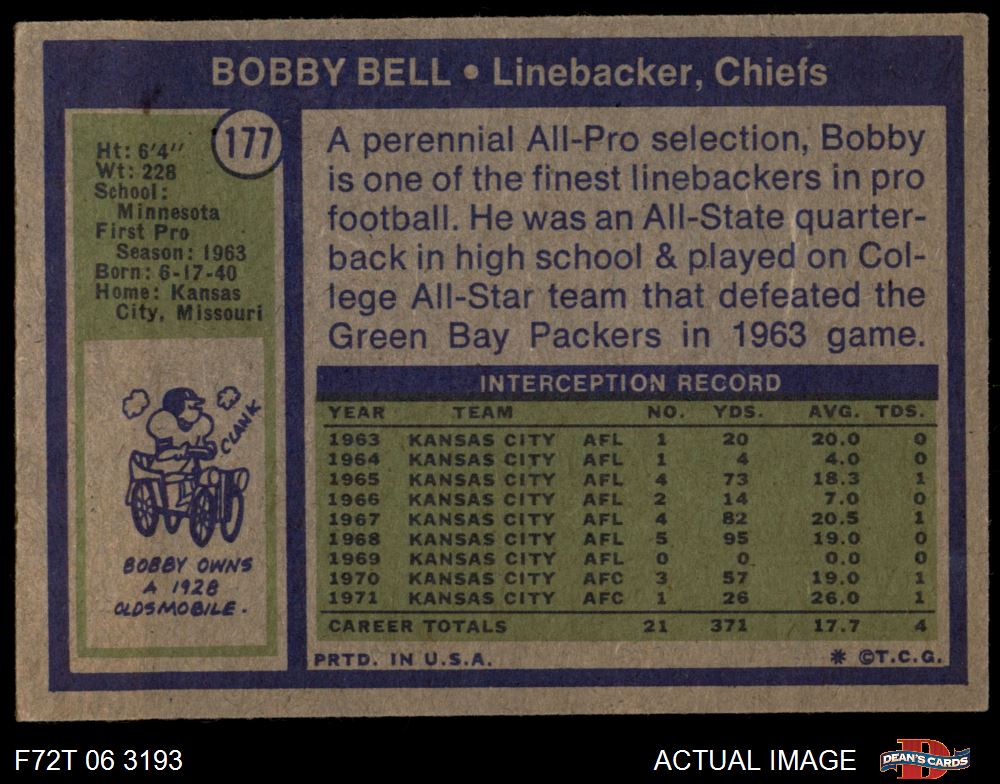 BOBBY BELL • Linebacker, Chiefs
177
Ht: 6'4"
Wt: 228
School:
Minnesota
First Pro
Season: 1963
Born: 6-17-40
Home: Kansas
City, Missouri
CLANK
BOBBY OWNS
A 1928
OLDSMOBILE.
A perennial All-Pro selection, Bobby
is one of the finest linebackers in pro
football. He was an All-State quarter-
back in high school & played on Col-
lege All-Star team that defeated the
Green Bay Packers in 1963 game.
INTERCEPTION RECORD
YEAR TEAM NO. YDS. AVG. TDS.
1963 KANSAS CITY AFL 1 20 20.0 0
1964 KANSAS CITY AFL 1 4 4.0 0
1965 KANSAS CITY AFL 4 73 18.3 1
1966 KANSAS CITY AFL 2 14 7.0 0
1967 KANSAS CITY AFL 4 82 20.5 1
1968 KANSAS CITY AFL 5 95 19.0 0
1969 KANSAS CITY AFL 0 0 0.0 0
1970 KANSAS CITY AFC 3 57 19.0 1
1971 KANSAS CITY AFC 1 26 26.0 1
CAREER TOTALS 21 371 17.7 4
PRTD. IN U.S.A. * ©T.C.G.
F72T 06 3193 ACTUAL IMAGE
D
DEAN'S CARDS